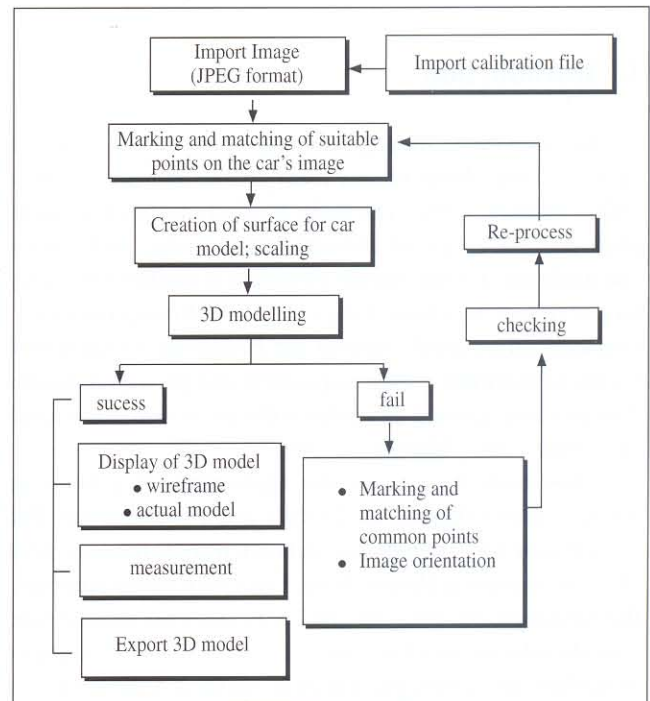 Import Image
(JPEG format)
Import calibration file
Marking and matching of suitable
points on the car's image
Creation of surface for car
model; scaling
Re-process
3D modelling
checking
sucess
fail
Display of 3D model
• wireframe
• actual model
• Marking and
matching of
common points
• Image orientation
measurement
Export 3D model